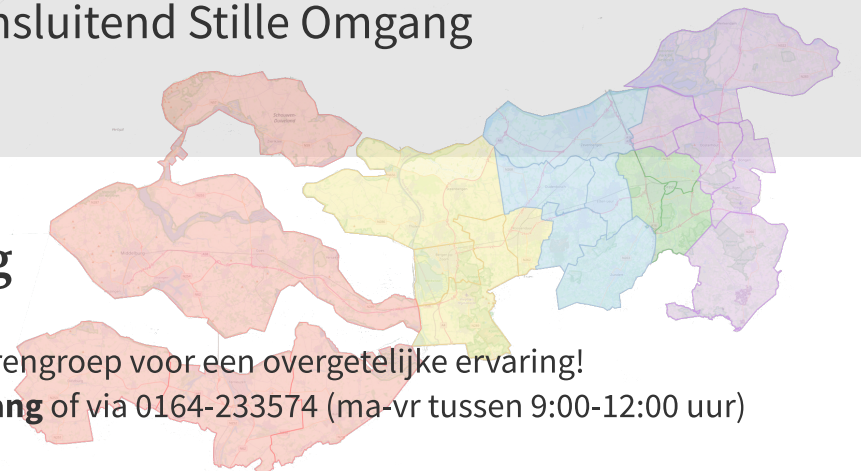 nsluitend Stille Omgang
g
rengroep voor een overgetelijke ervaring!
ang of via 0164-233574 (ma-vr tussen 9:00-12:00 uur)